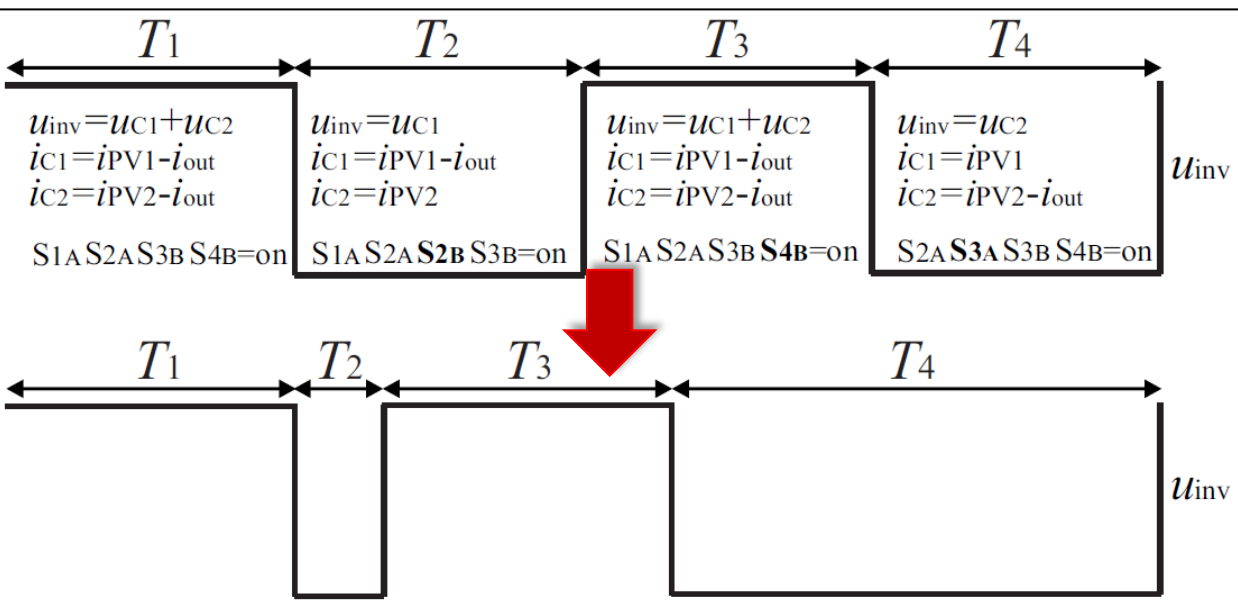 T1 T2 T3 T4
uinv=uC1+uC2 uinv=uC1 uinv=uC1+uC2 uinv=uC2
iC1=iPV1-iout iC1=iPV1-iout iC1=iPV1-iout iC1=iPV1
iC2=iPV2-iout iC2=iPV2 iC2=iPV2-iout iC2=iPV2-iout
uinv
S1A S2A S3B S4B=on S1A S2A S2B S3B=on S1A S2A S3B S4B=on S2A S3A S3B S4B=on
T1 T2 T3 T4
uinv